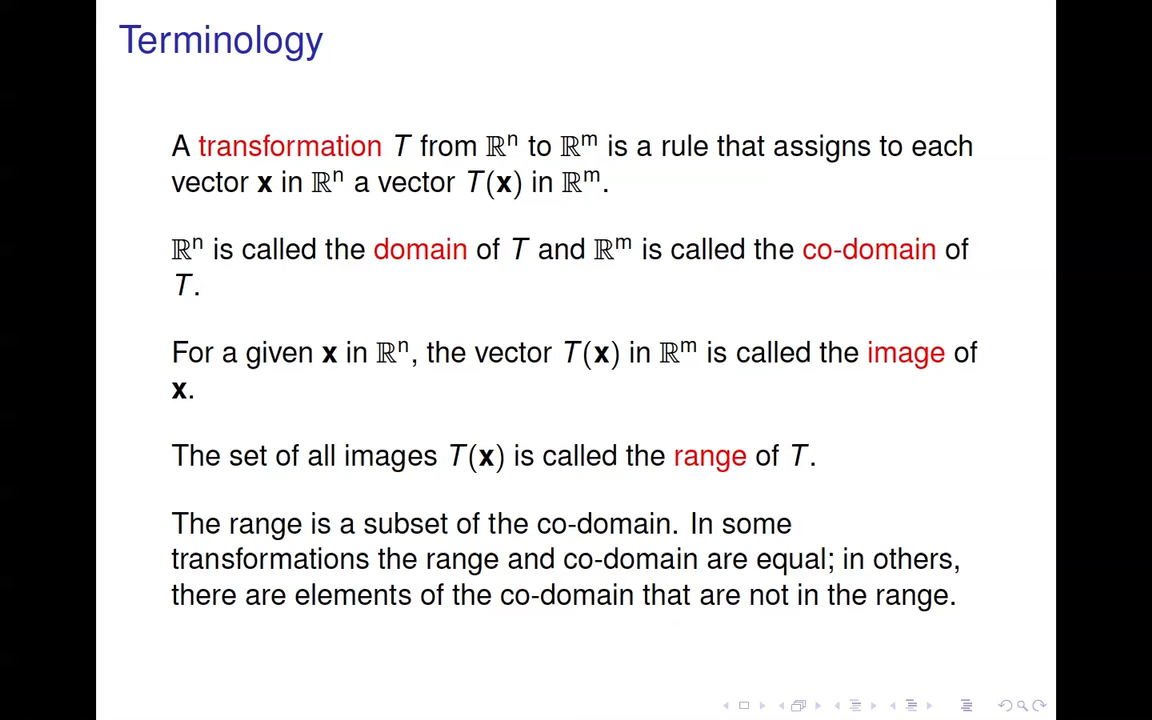 Terminology
A transformation T from ℝⁿ to ℝᵐ is a rule that assigns to each
vector x in ℝⁿ a vector T(x) in ℝᵐ.
ℝⁿ is called the domain of T and ℝᵐ is called the co-domain of
T.
For a given x in ℝⁿ, the vector T(x) in ℝᵐ is called the image of
x.
The set of all images T(x) is called the range of T.
The range is a subset of the co-domain. In some
transformations the range and co-domain are equal; in others,
there are elements of the co-domain that are not in the range.